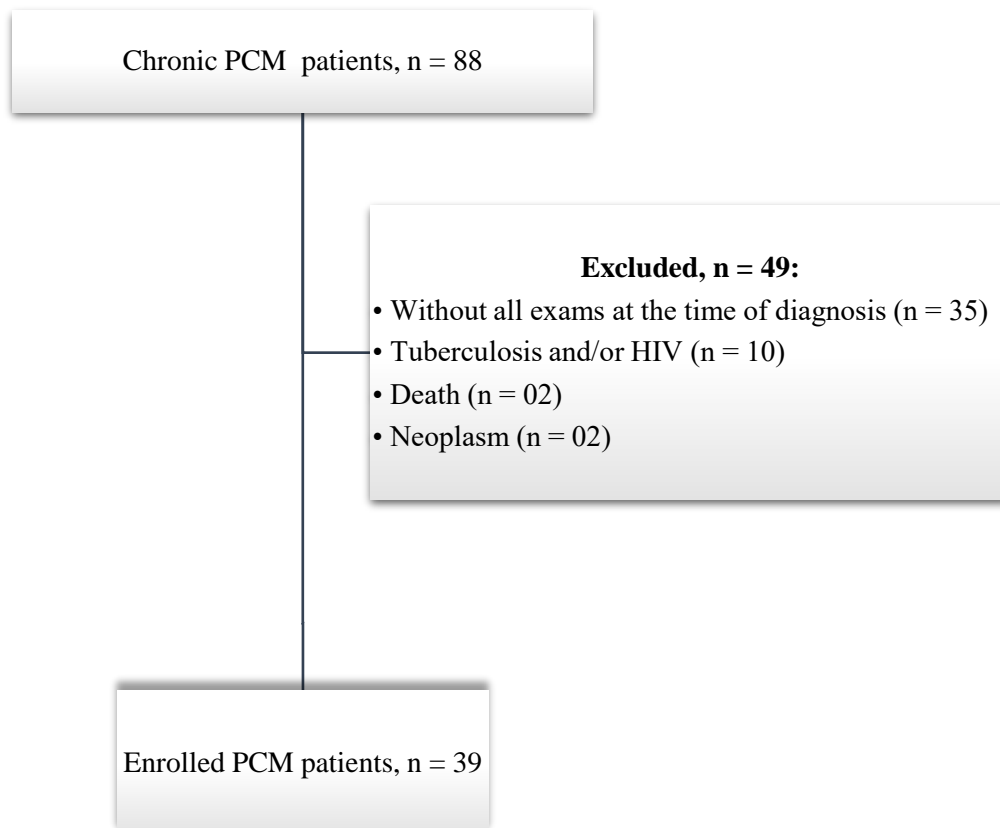 Chronic PCM  patients, n = 88
Excluded, n = 49:
• Without all exams at the time of diagnosis (n = 35)
• Tuberculosis and/or HIV (n = 10)
• Death (n = 02)
• Neoplasm (n = 02)
Enrolled PCM patients, n = 39